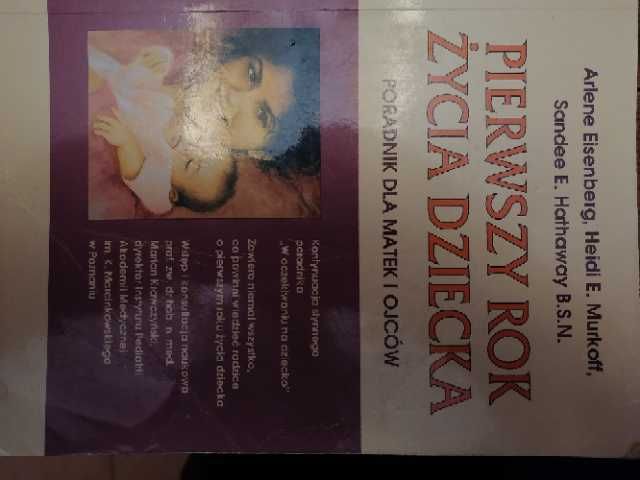 Arlene Eisenberg, Heidi E. Murkoff,
Sandee E. Hathaway B.S.N.
PIERWSZY ROK
ŻYCIA DZIECKA
PORADNIK DLA MATEK I OJCÓW
Kontynuacja słynnego
poradnika
„W oczekiwaniu na dziecko"
Zawiera niemal wszystko,
co powinni wiedzieć rodzice
o pierwszym roku życia dziecka
Wstęp i konsultacja naukowa
prof. zw. dr hab. n. med.
Marian Krawczyński,
dyrektor Instytutu Pediatrii
Akademii Medycznej
im. K. Marcinkowskiego
w Poznaniu